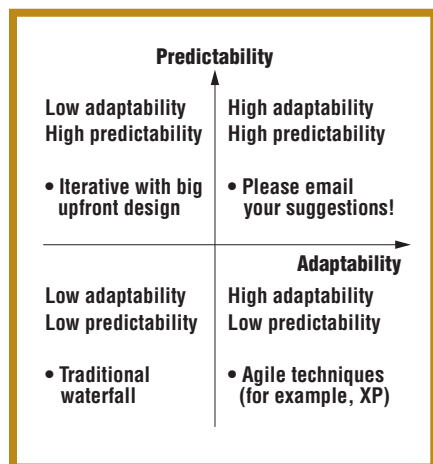 Predictability
Low adaptability
High predictability
• Iterative with big
upfront design
High adaptability
High predictability
• Please email
your suggestions!
Adaptability
Low adaptability
Low predictability
• Traditional
waterfall
High adaptability
Low predictability
• Agile techniques
(for example, XP)